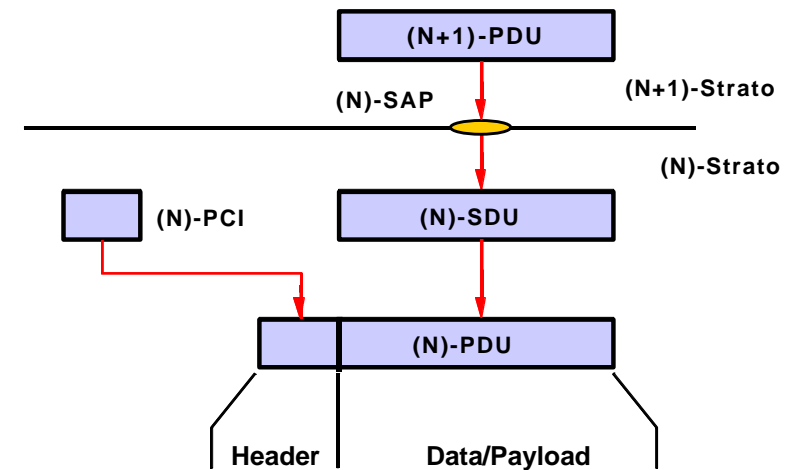 (N+1)-PDU
(N)-SAP
(N+1)-Strato
(N)-Strato
(N)-PCI
(N)-SDU
(N)-PDU
Header
Data/Payload